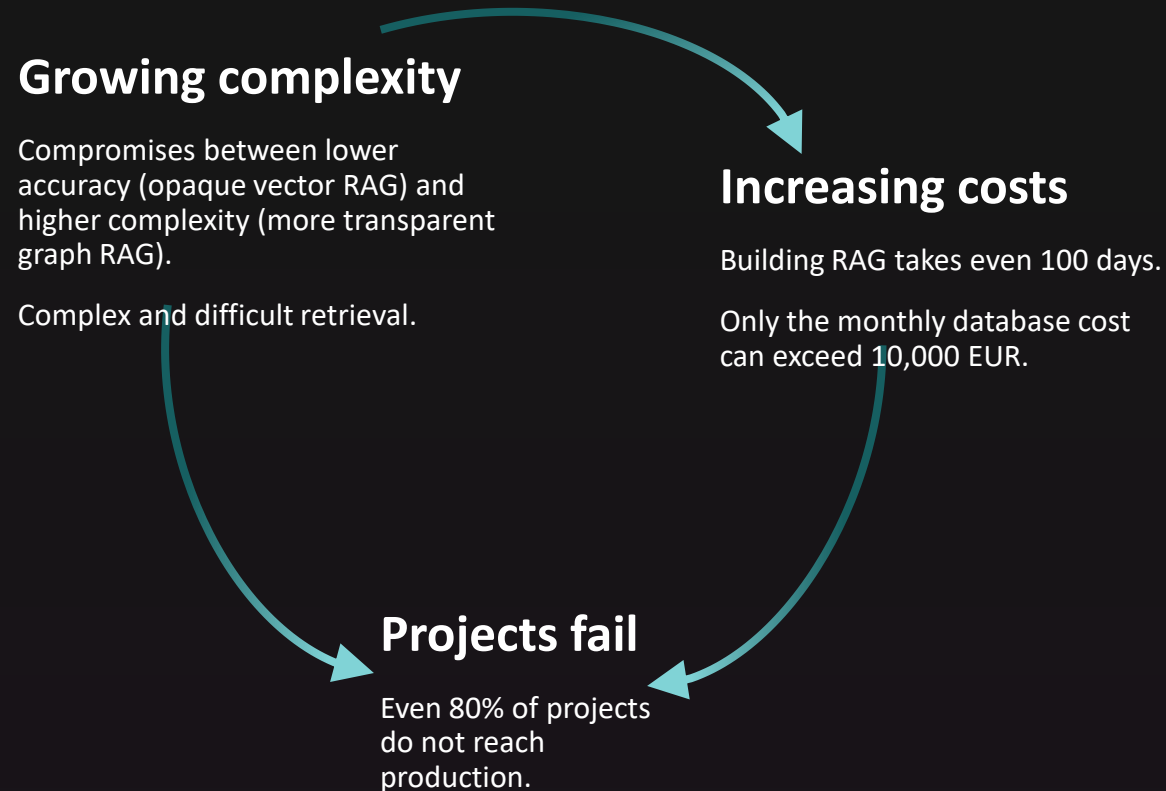 Growing complexity
Compromises between lower
accuracy (opaque vector RAG) and
higher complexity (more transparent
graph RAG).
Complex and difficult retrieval.
Increasing costs
Building RAG takes even 100 days.
Only the monthly database cost
can exceed 10,000 EUR.
Projects fail
Even 80% of projects
do not reach
production.